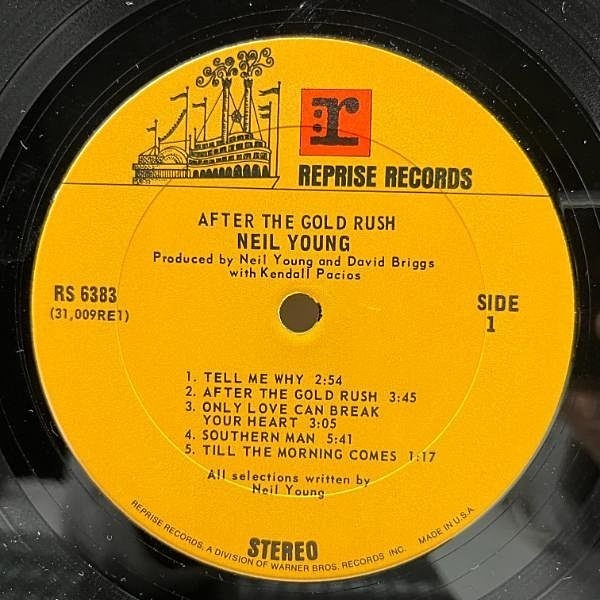 r
REPRISE RECORDS
AFTER THE GOLD RUSH
NEIL YOUNG
Produced by Neil Young and David Briggs
with Kendall Pacios
RS 6383
(31,009RE1)
SIDE
1
1. TELL ME WHY 2:54
2. AFTER THE GOLD RUSH 3:45
3. ONLY LOVE CAN BREAK
YOUR HEART 3:05
4. SOUTHERN MAN 5:41
5. TILL THE MORNING COMES 1:17
All selections written by
Neil Young
STEREO
REPRISE RECORDS, A DIVISION OF WARNER BROS. RECORDS INC. MADE IN U.S.A.